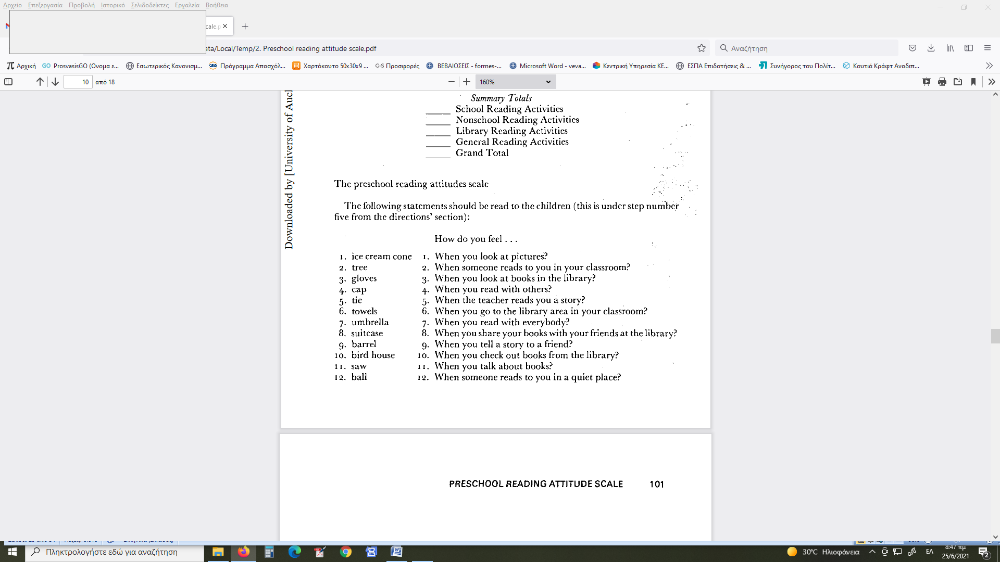 Αρχείο Επεξεργασία Προβολή Ιστορικό Σελιδοδείκτες Εργαλεία Βοήθεια
cale.p
ata/Local/Temp/2. Preschool reading attitude scale.pdf
Αναζήτηση
Αρχική ProsvasisGO (Ονομα ε... Εσωτερικός Κανονισμ... Πρόγραμμα Απασχόλ... Χαρτόκουτο 50x30x9 ... G-S Προσφορές ΒΕΒΑΙΩΣΕΙΣ - formes-... Microsoft Word - veva... Κεντρική Υπηρεσία ΚΕ... ΕΣΠΑ Επιδοτήσεις & ... Συνήγορος του Πολίτ... Κουτιά Κράφτ Αναδιπ...
10 από 18 160%
Downloaded by [University of Aucl
Summary Totals
School Reading Activities
Nonschool Reading Activities
Library Reading Activities
General Reading Activities
Grand Total
The preschool reading attitudes scale
The following statements should be read to the children (this is under step number
five from the directions' section):
How do you feel . . .
1. ice cream cone 1. When you look at pictures?
2. tree 2. When someone reads to you in your classroom?
3. gloves 3. When you look at books in the library?
4. cap 4. When you read with others?
5. tie 5. When the teacher reads you a story?
6. towels 6. When you go to the library area in your classroom?
7. umbrella 7. When you read with everybody?
8. suitcase 8. When you share your books with your friends at the library?
9. barrel 9. When you tell a story to a friend?
10. bird house 10. When you check out books from the library?
11. saw 11. When you talk about books?
12. ball 12. When someone reads to you in a quiet place?
PRESCHOOL READING ATTITUDE SCALE 101
Πληκτρολογήστε εδώ για αναζήτηση
30°C Ηλιοφάνεια
ΕΛ
8:47 πμ
25/6/2021
2